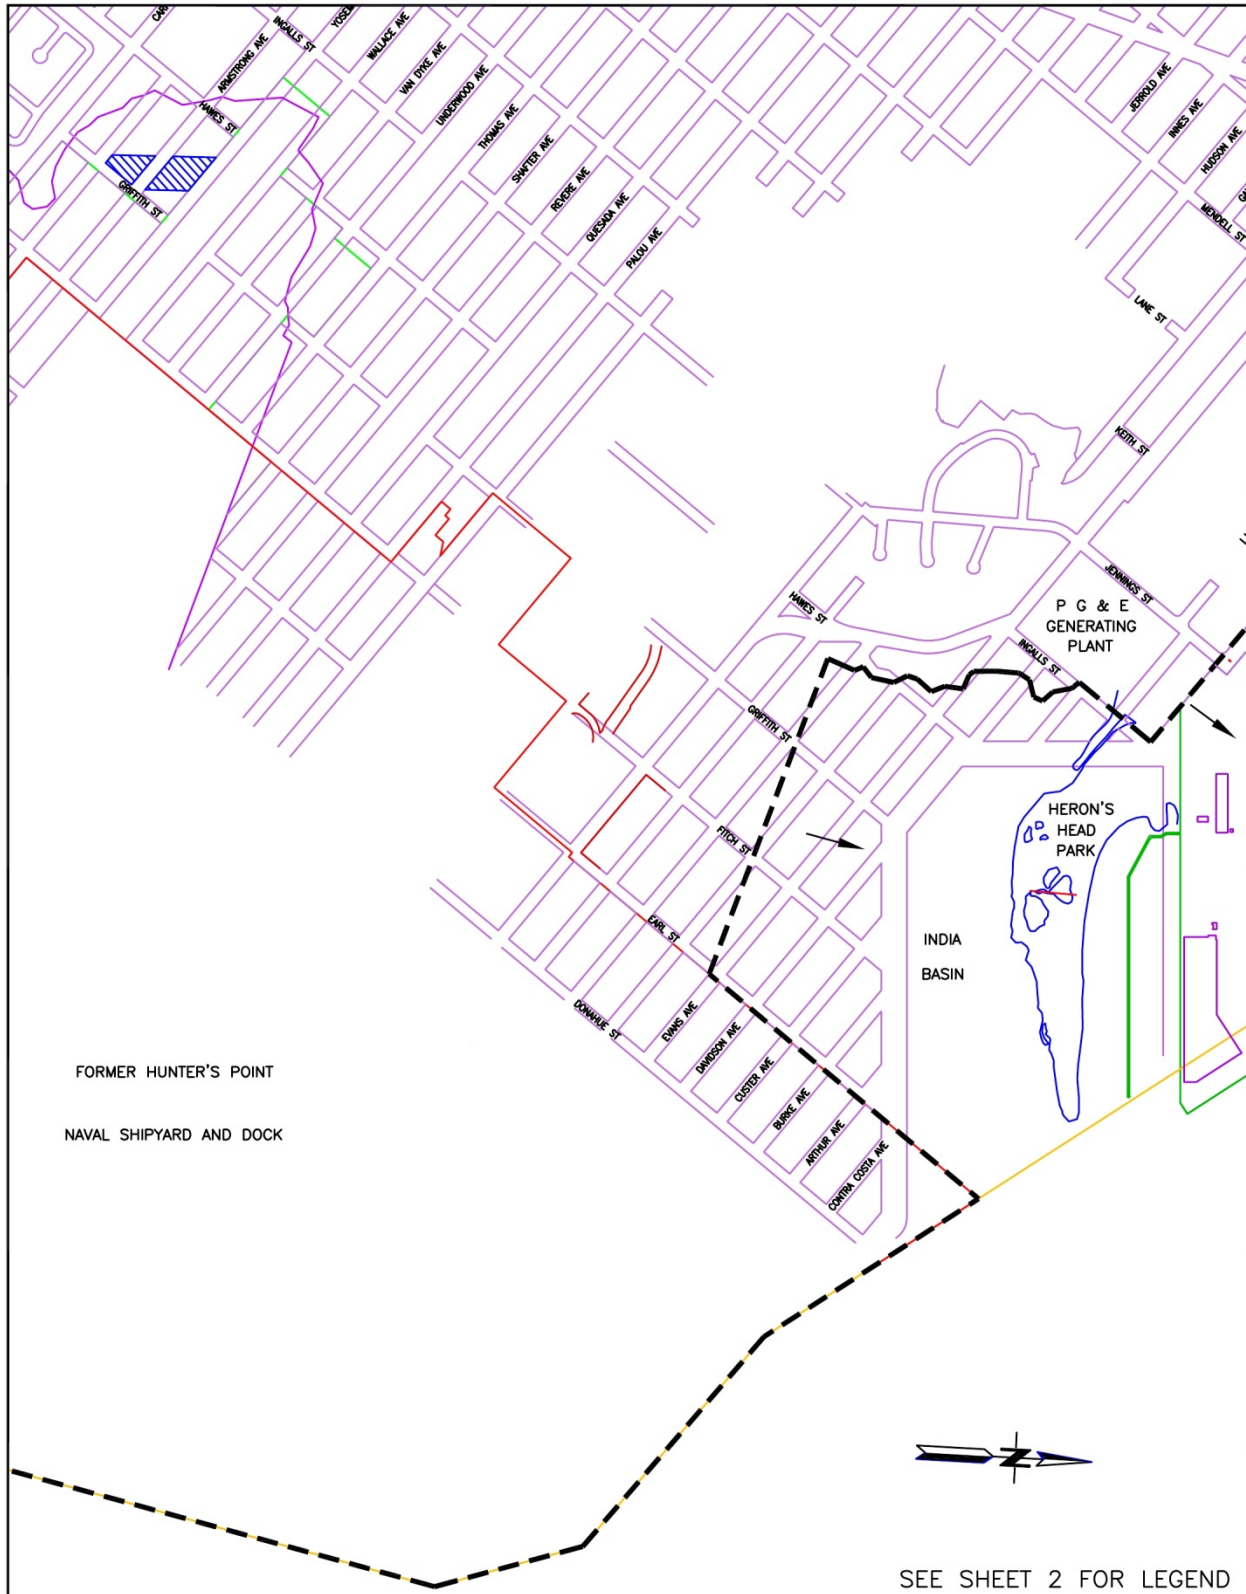 INGALLS ST
ARMSTRONG AVE
WALLACE AVE
VAN DYKE AVE
UNDERWOOD AVE
THOMAS AVE
SHAFTER AVE
REVERE AVE
QUESADA AVE
PALOU AVE
HAWES ST
GRIFFITH ST
JERROLD AVE
INNES AVE
HUDSON AVE
MENDELL ST
LANE ST
KEITH ST
JENNINGS ST
P G & E
GENERATING
PLANT
HAWES ST
INGALLS ST
GRIFFITH ST
HERON'S
HEAD
PARK
FITCH ST
EARL ST
INDIA
BASIN
DONAHUE ST
EVANS AVE
DAVIDSON AVE
CUSTER AVE
BURKE AVE
ARTHUR AVE
CONTRA COSTA AVE
FORMER HUNTER'S POINT
NAVAL SHIPYARD AND DOCK
N
SEE SHEET 2 FOR LEGEND